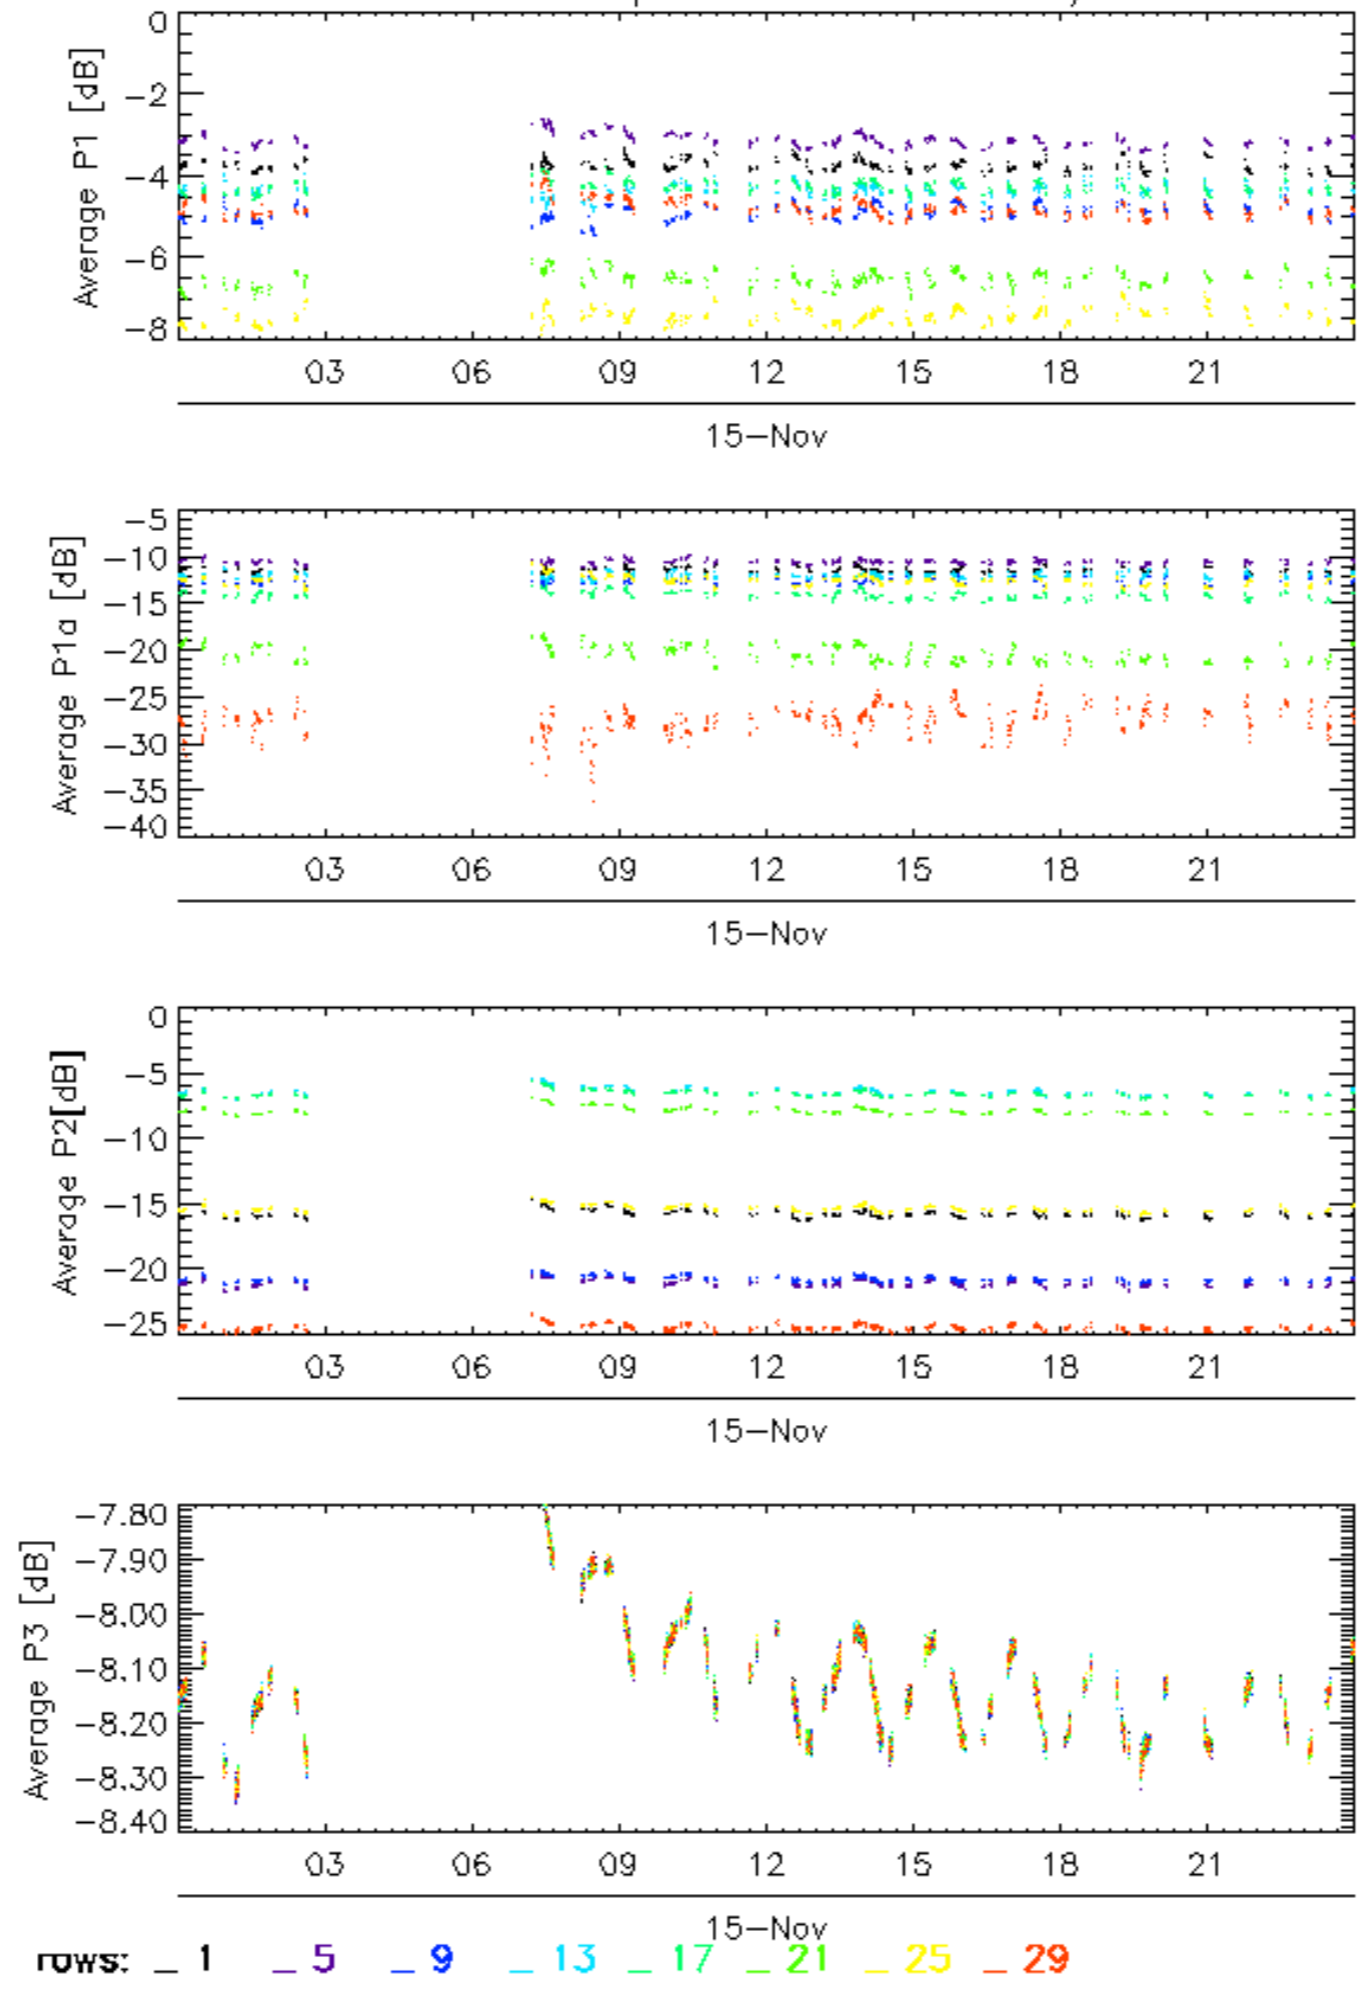 0
−2
−4
−6
−8
Average P1 [dB]
03 06 09 12 15 18 21
15−Nov
−5
−10
−15
−20
−25
−30
−35
−40
Average P1a [dB]
03 06 09 12 15 18 21
15−Nov
0
−5
−10
−15
−20
−25
Average P2[dB]
03 06 09 12 15 18 21
15−Nov
−7.80
−7.90
−8.00
−8.10
−8.20
−8.30
−8.40
Average P3 [dB]
03 06 09 12 15 18 21
15−Nov
rows: _ 1 _ 5 _ 9 _ 13 _ 17 _ 21 _ 25 _ 29